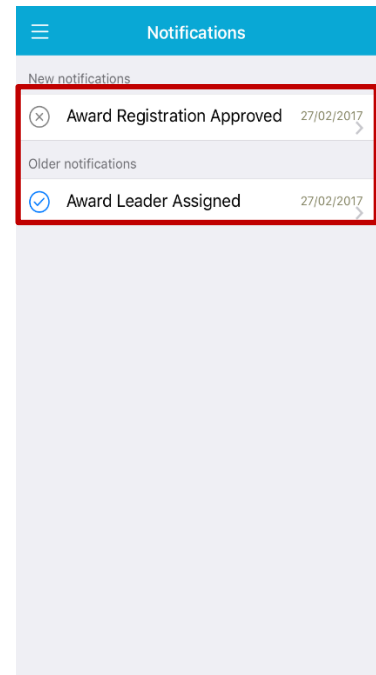 Notifications
New notifications
Award Registration Approved 27/02/2017
Older notifications
Award Leader Assigned 27/02/2017